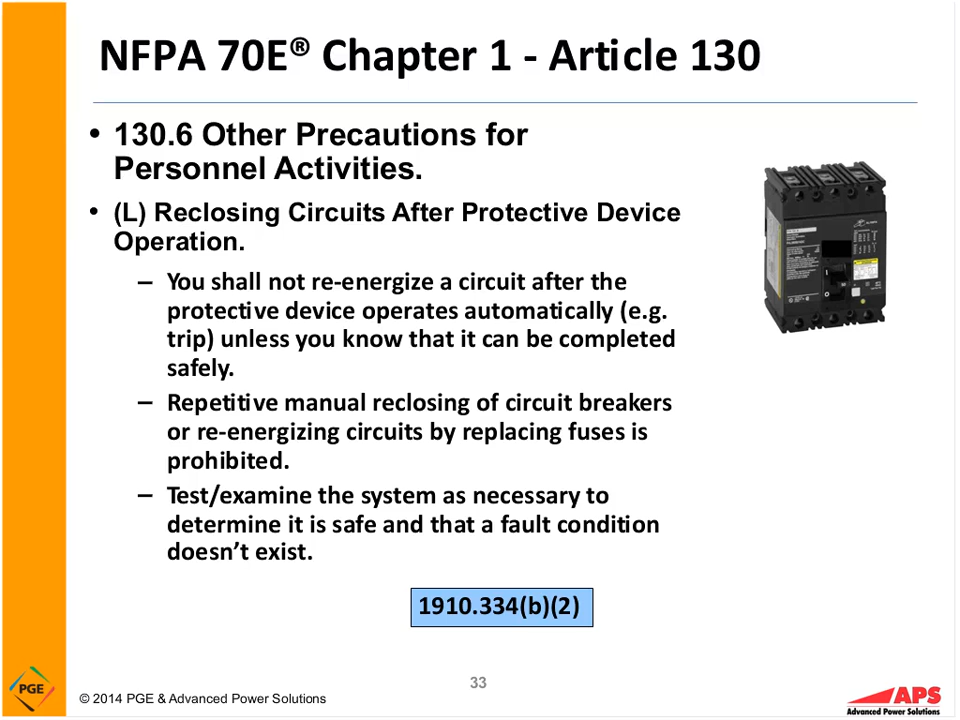 NFPA 70E® Chapter 1 - Article 130
• 130.6 Other Precautions for
Personnel Activities.
• (L) Reclosing Circuits After Protective Device
Operation.
– You shall not re-energize a circuit after the
protective device operates automatically (e.g.
trip) unless you know that it can be completed
safely.
– Repetitive manual reclosing of circuit breakers
or re-energizing circuits by replacing fuses is
prohibited.
– Test/examine the system as necessary to
determine it is safe and that a fault condition
doesn’t exist.
1910.334(b)(2)
PGE
© 2014 PGE & Advanced Power Solutions
33
APS
Advanced Power Solutions